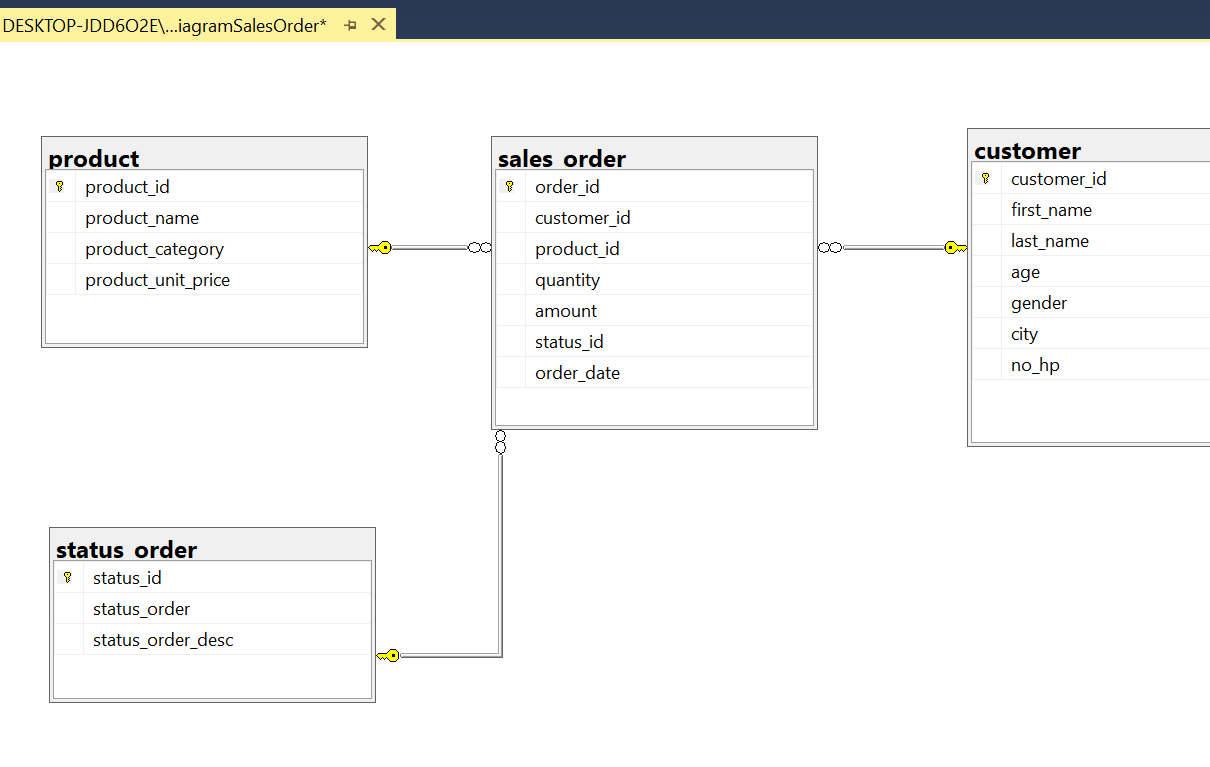 DESKTOP-JDD6O2E\...iagramSalesOrder*
product
product_id
product_name
product_category
product_unit_price
sales_order
order_id
customer_id
product_id
quantity
amount
status_id
order_date
customer
customer_id
first_name
last_name
age
gender
city
no_hp
status_order
status_id
status_order
status_order_desc